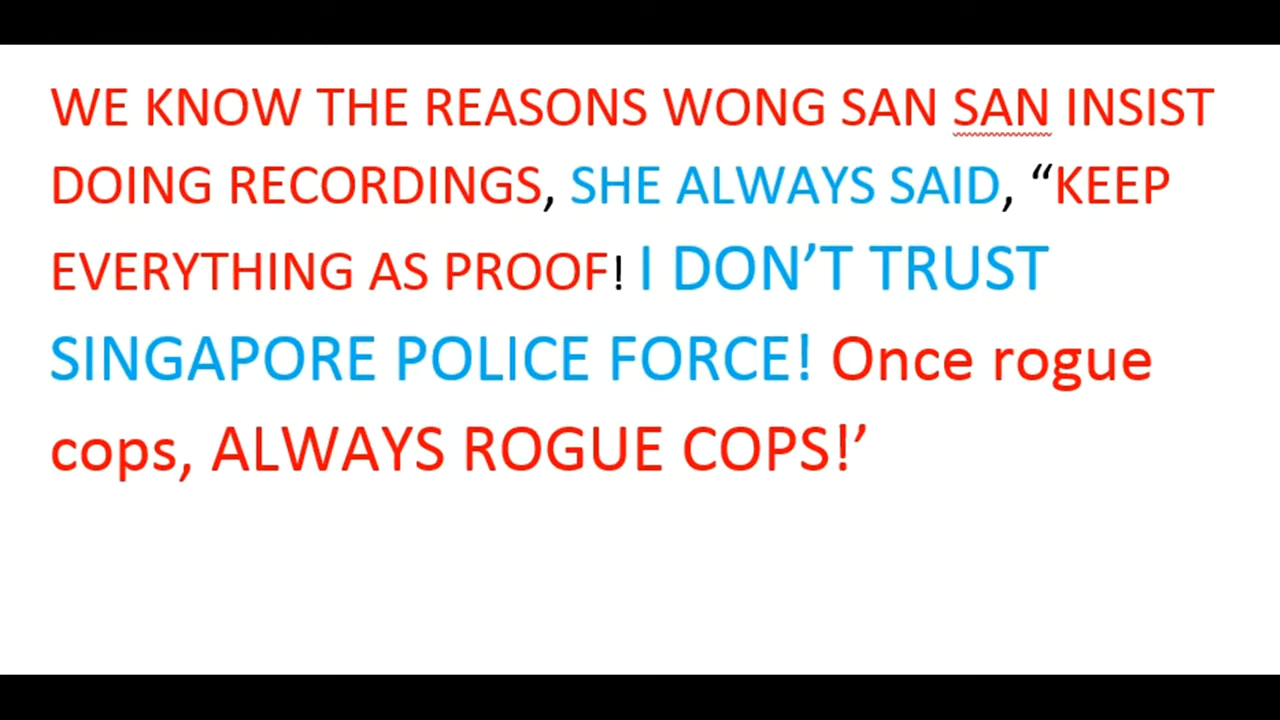 WE KNOW THE REASONS WONG SAN SAN INSIST
DOING RECORDINGS, SHE ALWAYS SAID, “KEEP
EVERYTHING AS PROOF! I DON’T TRUST
SINGAPORE POLICE FORCE! Once rogue
cops, ALWAYS ROGUE COPS!’